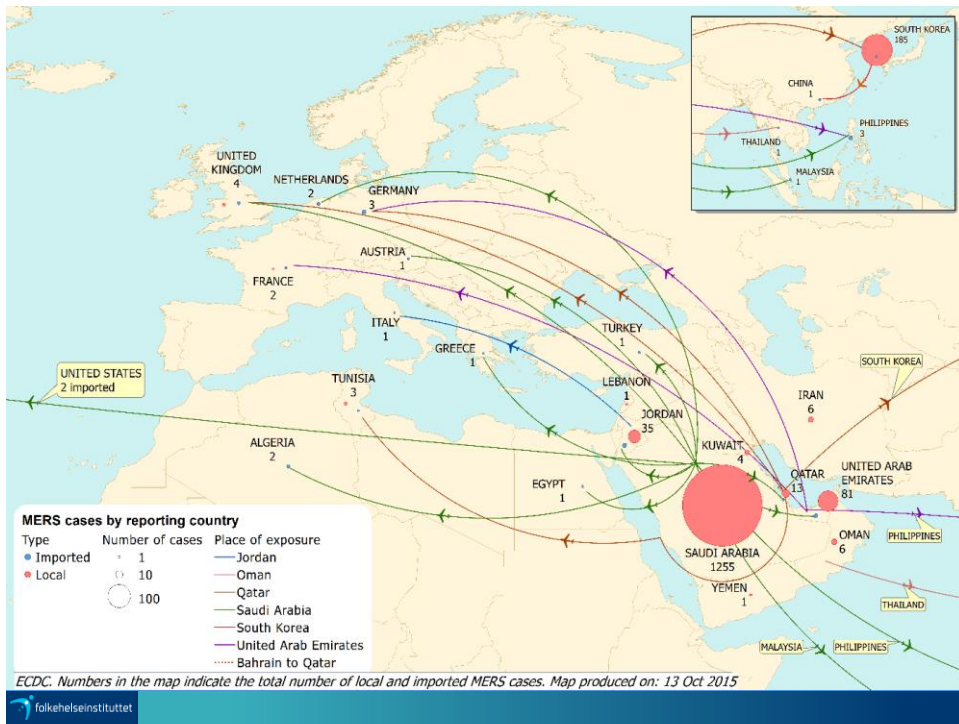 SOUTH KOREA
185
CHINA
1
PHILIPPINES
3
THAILAND
1
MALAYSIA
1
UNITED
KINGDOM
4
NETHERLANDS
2
GERMANY
3
AUSTRIA
1
FRANCE
2
ITALY
1
GREECE
1
TURKEY
1
UNITED STATES
2 imported
TUNISIA
3
LEBANON
1
JORDAN
35
SOUTH KOREA
IRAN
6
ALGERIA
2
KUWAIT
4
QATAR
13
UNITED ARAB
EMIRATES
81
EGYPT
1
PHILIPPINES
OMAN
6
SAUDI ARABIA
1255
YEMEN
1
THAILAND
MALAYSIA
PHILIPPINES
MERS cases by reporting country
Type
Imported
Local
Number of cases
1
10
100
Place of exposure
Jordan
Oman
Qatar
Saudi Arabia
South Korea
United Arab Emirates
Bahrain to Qatar
ECDC. Numbers in the map indicate the total number of local and imported MERS cases. Map produced on: 13 Oct 2015
folkehelseinstituttet